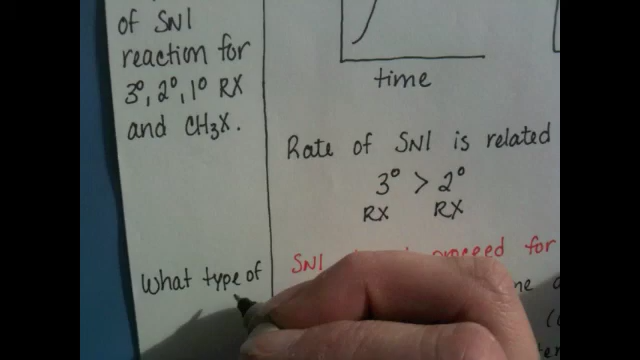 of SN1
reaction for
3°, 2°, 1° RX
and CH3X.
What type of
time
Rate of SN1 is related
3° > 2°
RX RX
SN1 proceed for